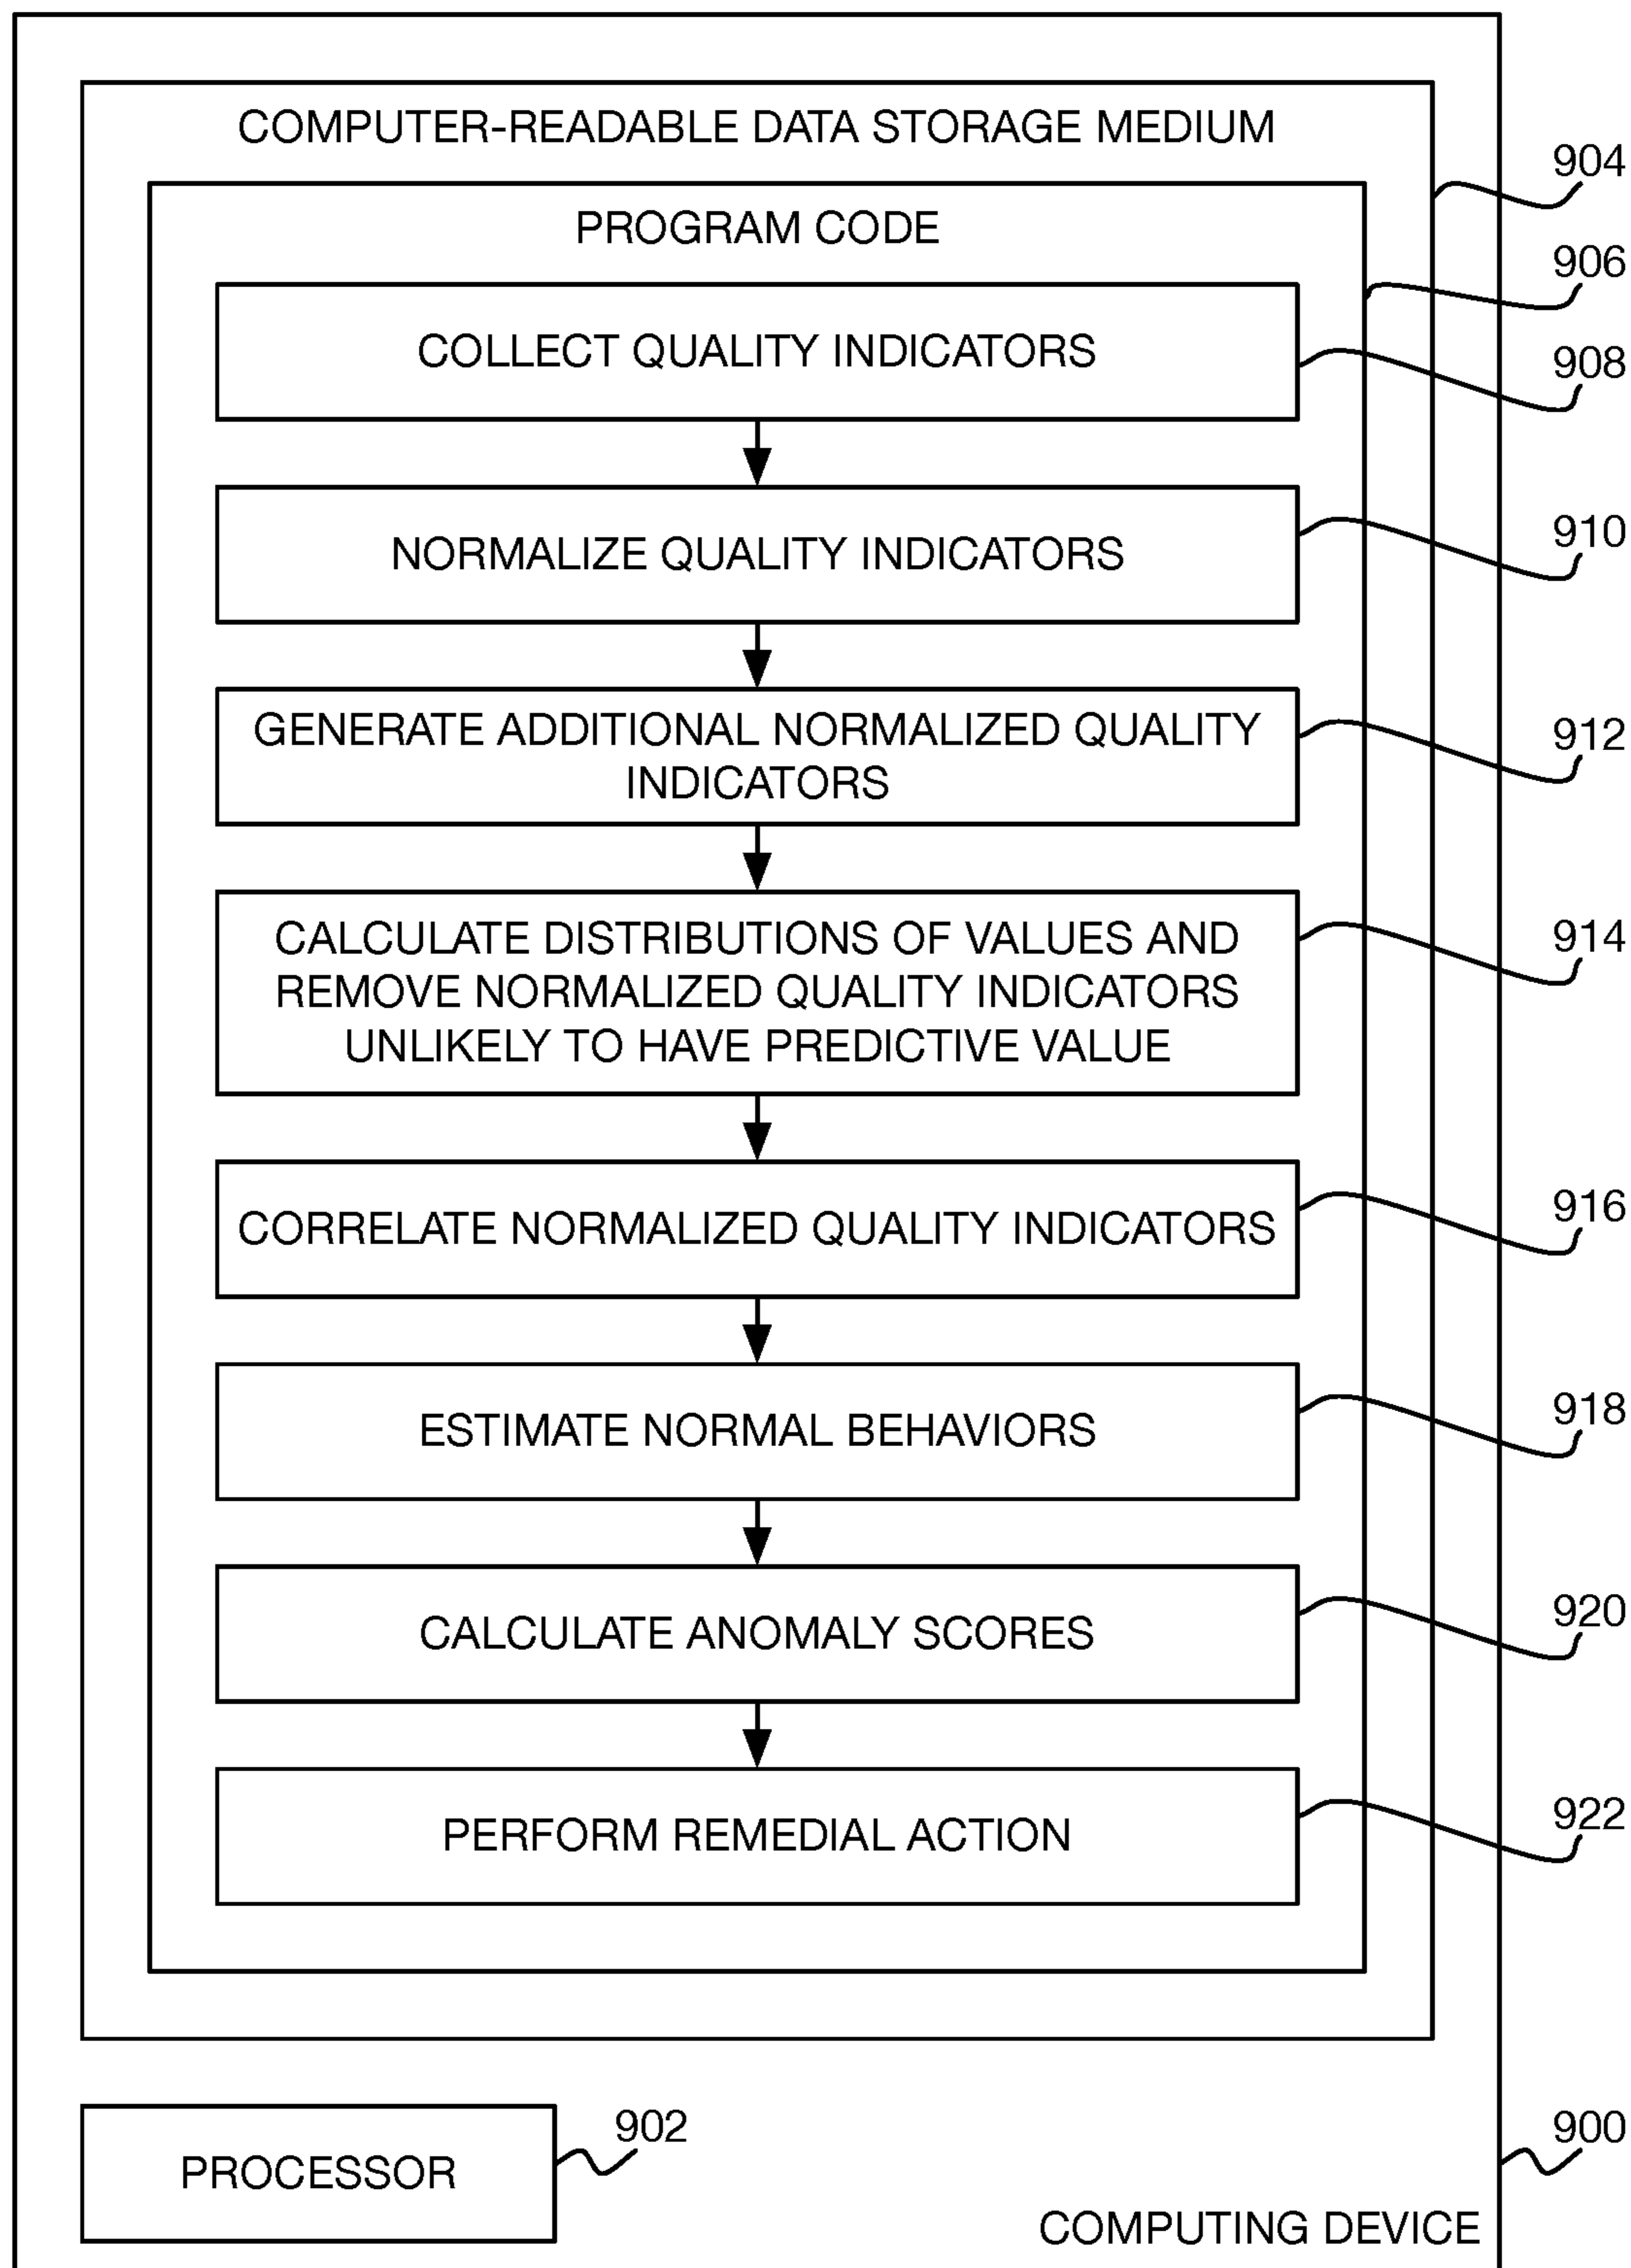 COMPUTER-READABLE DATA STORAGE MEDIUM
904
PROGRAM CODE
906
COLLECT QUALITY INDICATORS
908
NORMALIZE QUALITY INDICATORS
910
GENERATE ADDITIONAL NORMALIZED QUALITY
INDICATORS
912
CALCULATE DISTRIBUTIONS OF VALUES AND
REMOVE NORMALIZED QUALITY INDICATORS
UNLIKELY TO HAVE PREDICTIVE VALUE
914
CORRELATE NORMALIZED QUALITY INDICATORS
916
ESTIMATE NORMAL BEHAVIORS
918
CALCULATE ANOMALY SCORES
920
PERFORM REMEDIAL ACTION
922
PROCESSOR
902
900
COMPUTING DEVICE